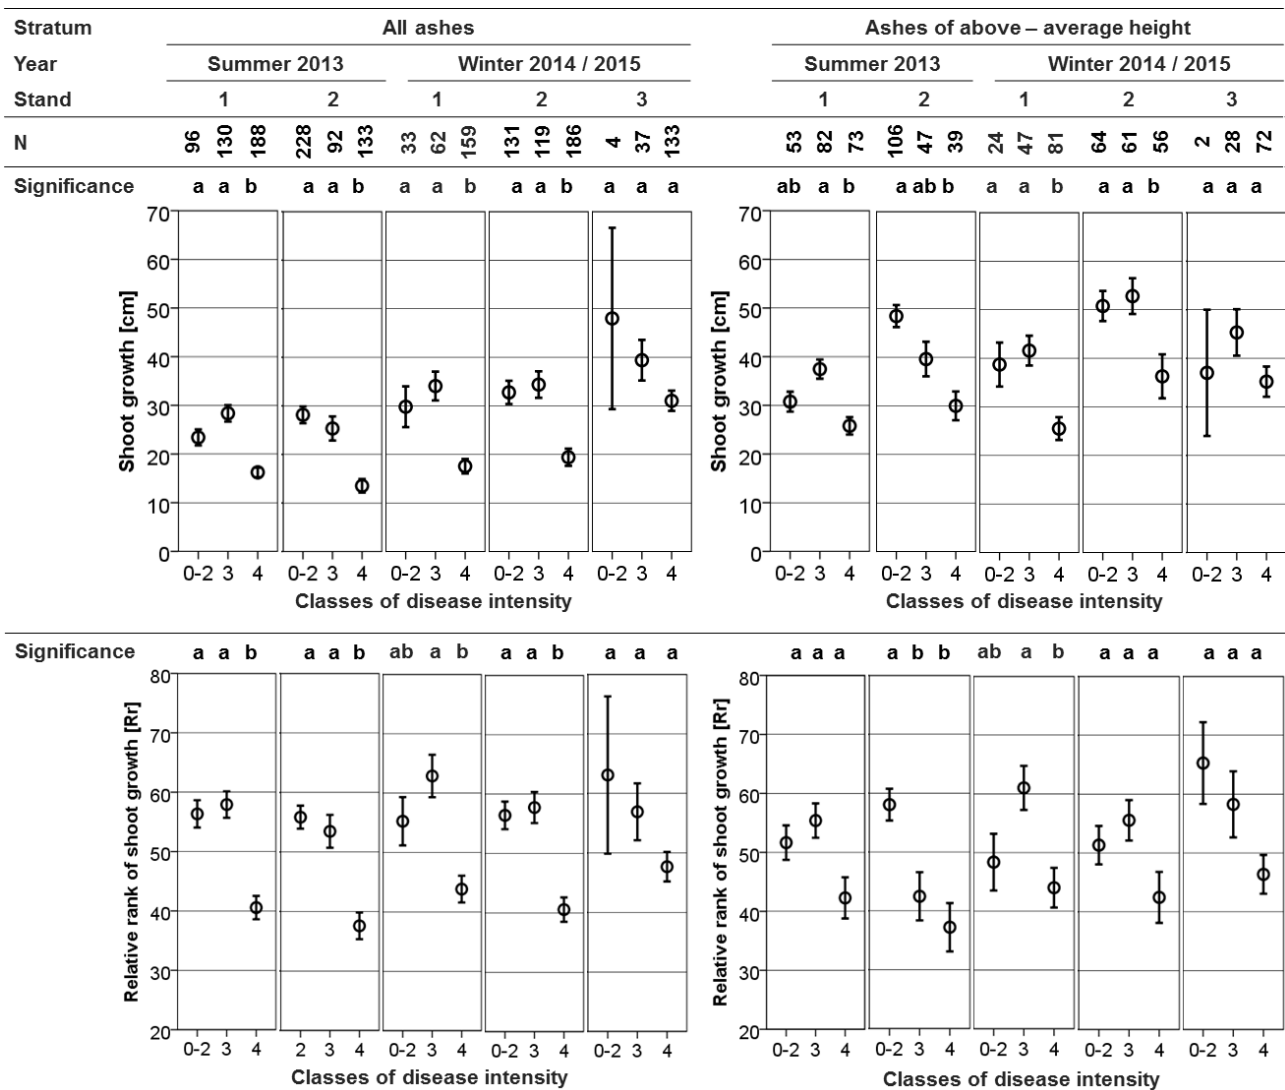 Stratum All ashes Ashes of above – average height
Year Summer 2013 Winter 2014 / 2015 Summer 2013 Winter 2014 / 2015
Stand 1 2 1 2 3 1 2 1 2 3
N 96 130 188 228 92 133 33 62 159 131 119 186 4 37 133 53 82 73 106 47 39 24 47 81 64 61 56 2 28 72
Significance a a b a a b a a b a a b a a a ab a b a ab b a a b a a b a a a
Shoot growth [cm]
70
60
50
40
30
20
10
0
0-2 3 4 0-2 3 4 0-2 3 4 0-2 3 4 0-2 3 4
Classes of disease intensity
Shoot growth [cm]
70
60
50
40
30
20
10
0
0-2 3 4 0-2 3 4 0-2 3 4 0-2 3 4 0-2 3 4
Classes of disease intensity
Significance a a b a a b ab a b a a b a a a a a a a b b ab a b a a a a a a
Relative rank of shoot growth [Rr]
80
70
60
50
40
30
20
0-2 3 4 2 3 4 0-2 3 4 0-2 3 4 0-2 3 4
Classes of disease intensity
Relative rank of shoot growth [Rr]
80
70
60
50
40
30
20
0-2 3 4 0-2 3 4 0-2 3 4 0-2 3 4 0-2 3 4
Classes of disease intensity